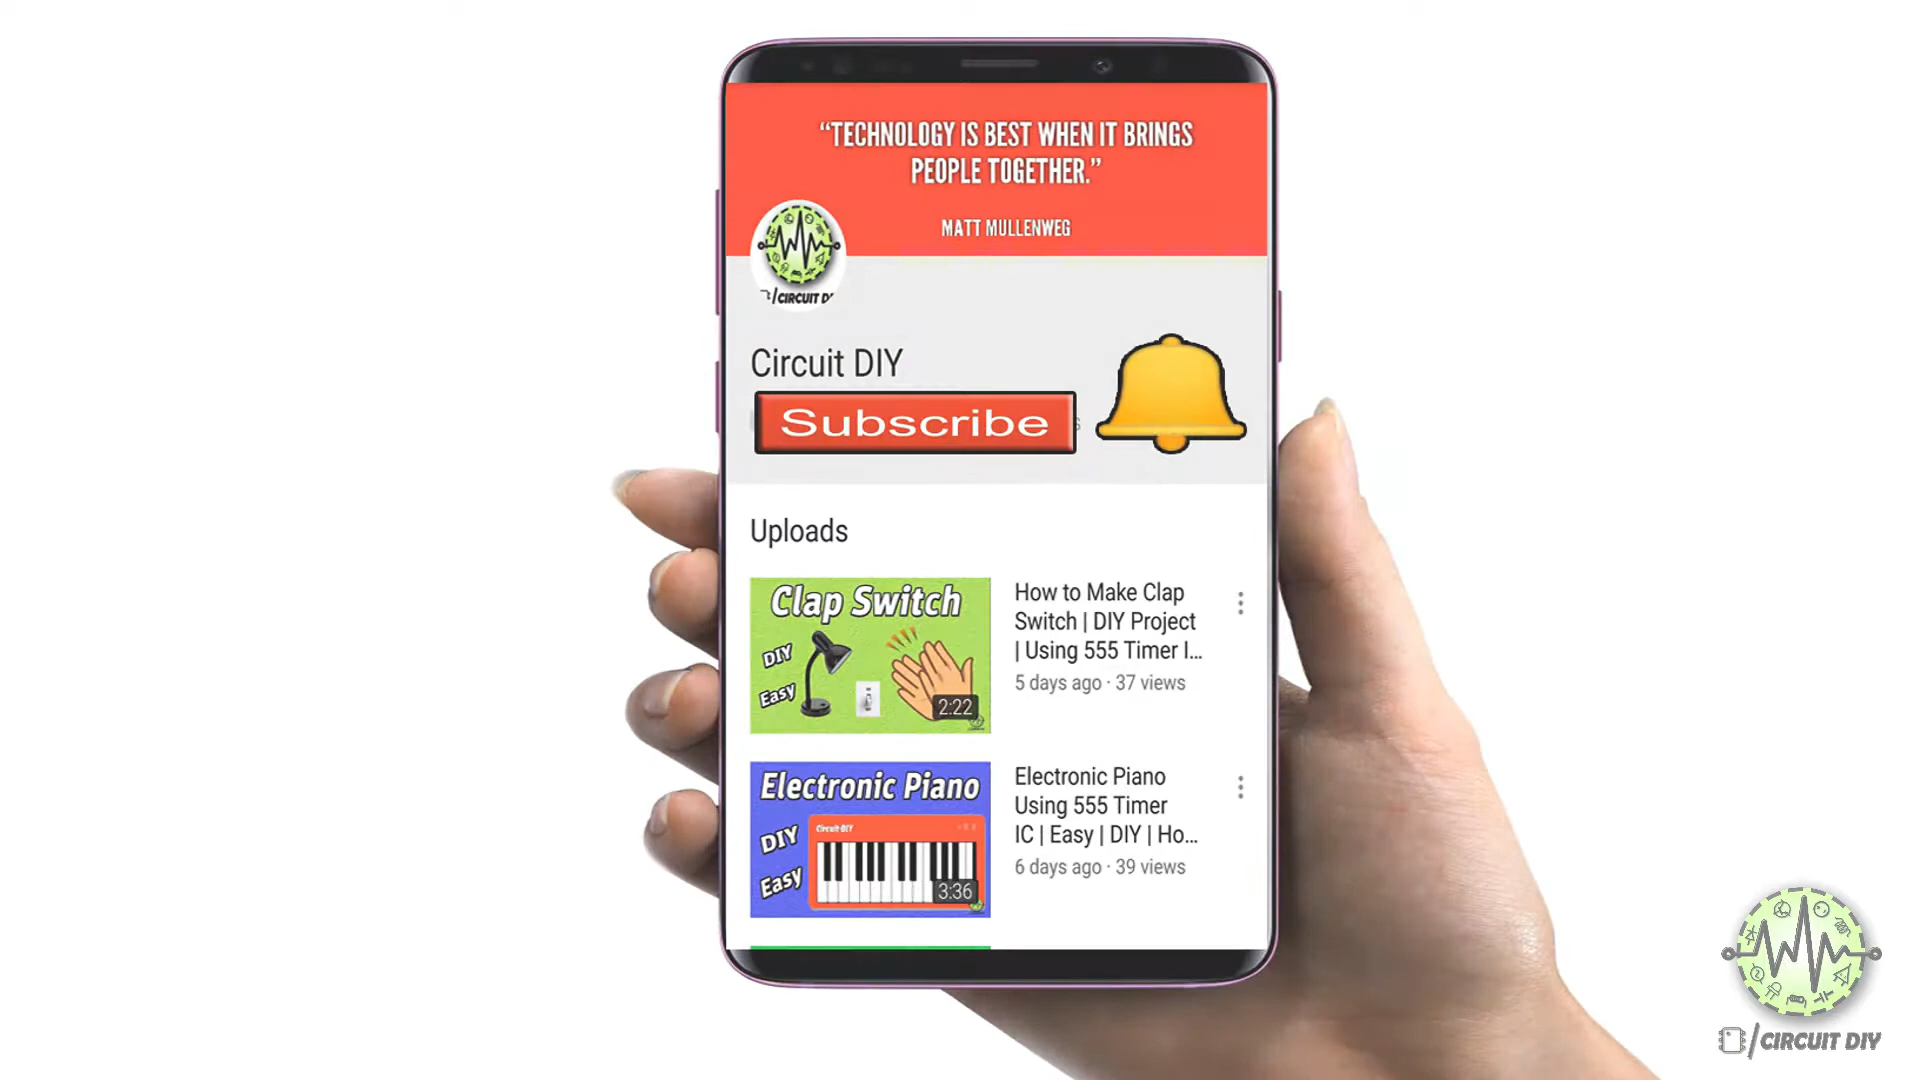 “TECHNOLOGY IS BEST WHEN IT BRINGS
PEOPLE TOGETHER.”
MATT MULLENWEG
/CIRCUIT D
Circuit DIY
Subscribe
s
Uploads
Clap Switch
DIY
Easy
2:22
How to Make Clap
Switch | DIY Project
| Using 555 Timer I...
5 days ago · 37 views
Electronic Piano
DIY
Easy
Circuit DIY
3:36
Electronic Piano
Using 555 Timer
IC | Easy | DIY | Ho...
6 days ago · 39 views
/CIRCUIT DIY